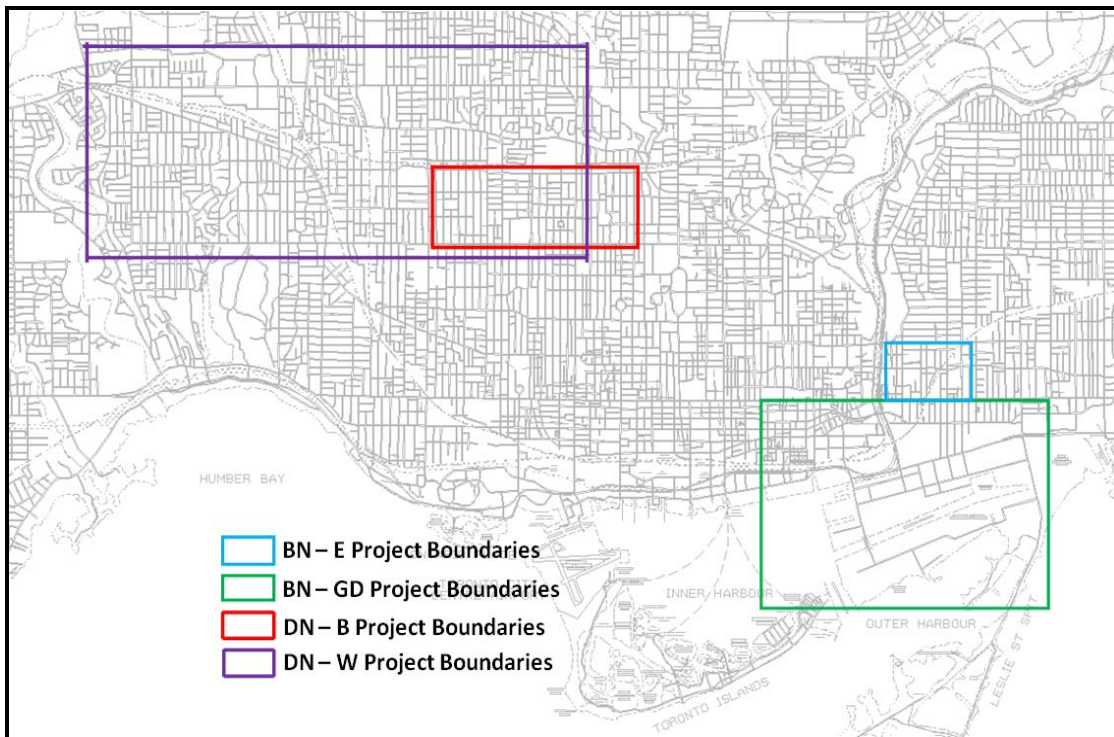 HUMBER BAY
BN – E Project Boundaries
BN – GD Project Boundaries
INNER HARBOUR
DN – B Project Boundaries
OUTER HARBOUR
DN – W Project Boundaries
TORONTO ISLANDS
LESLIE ST SPIT